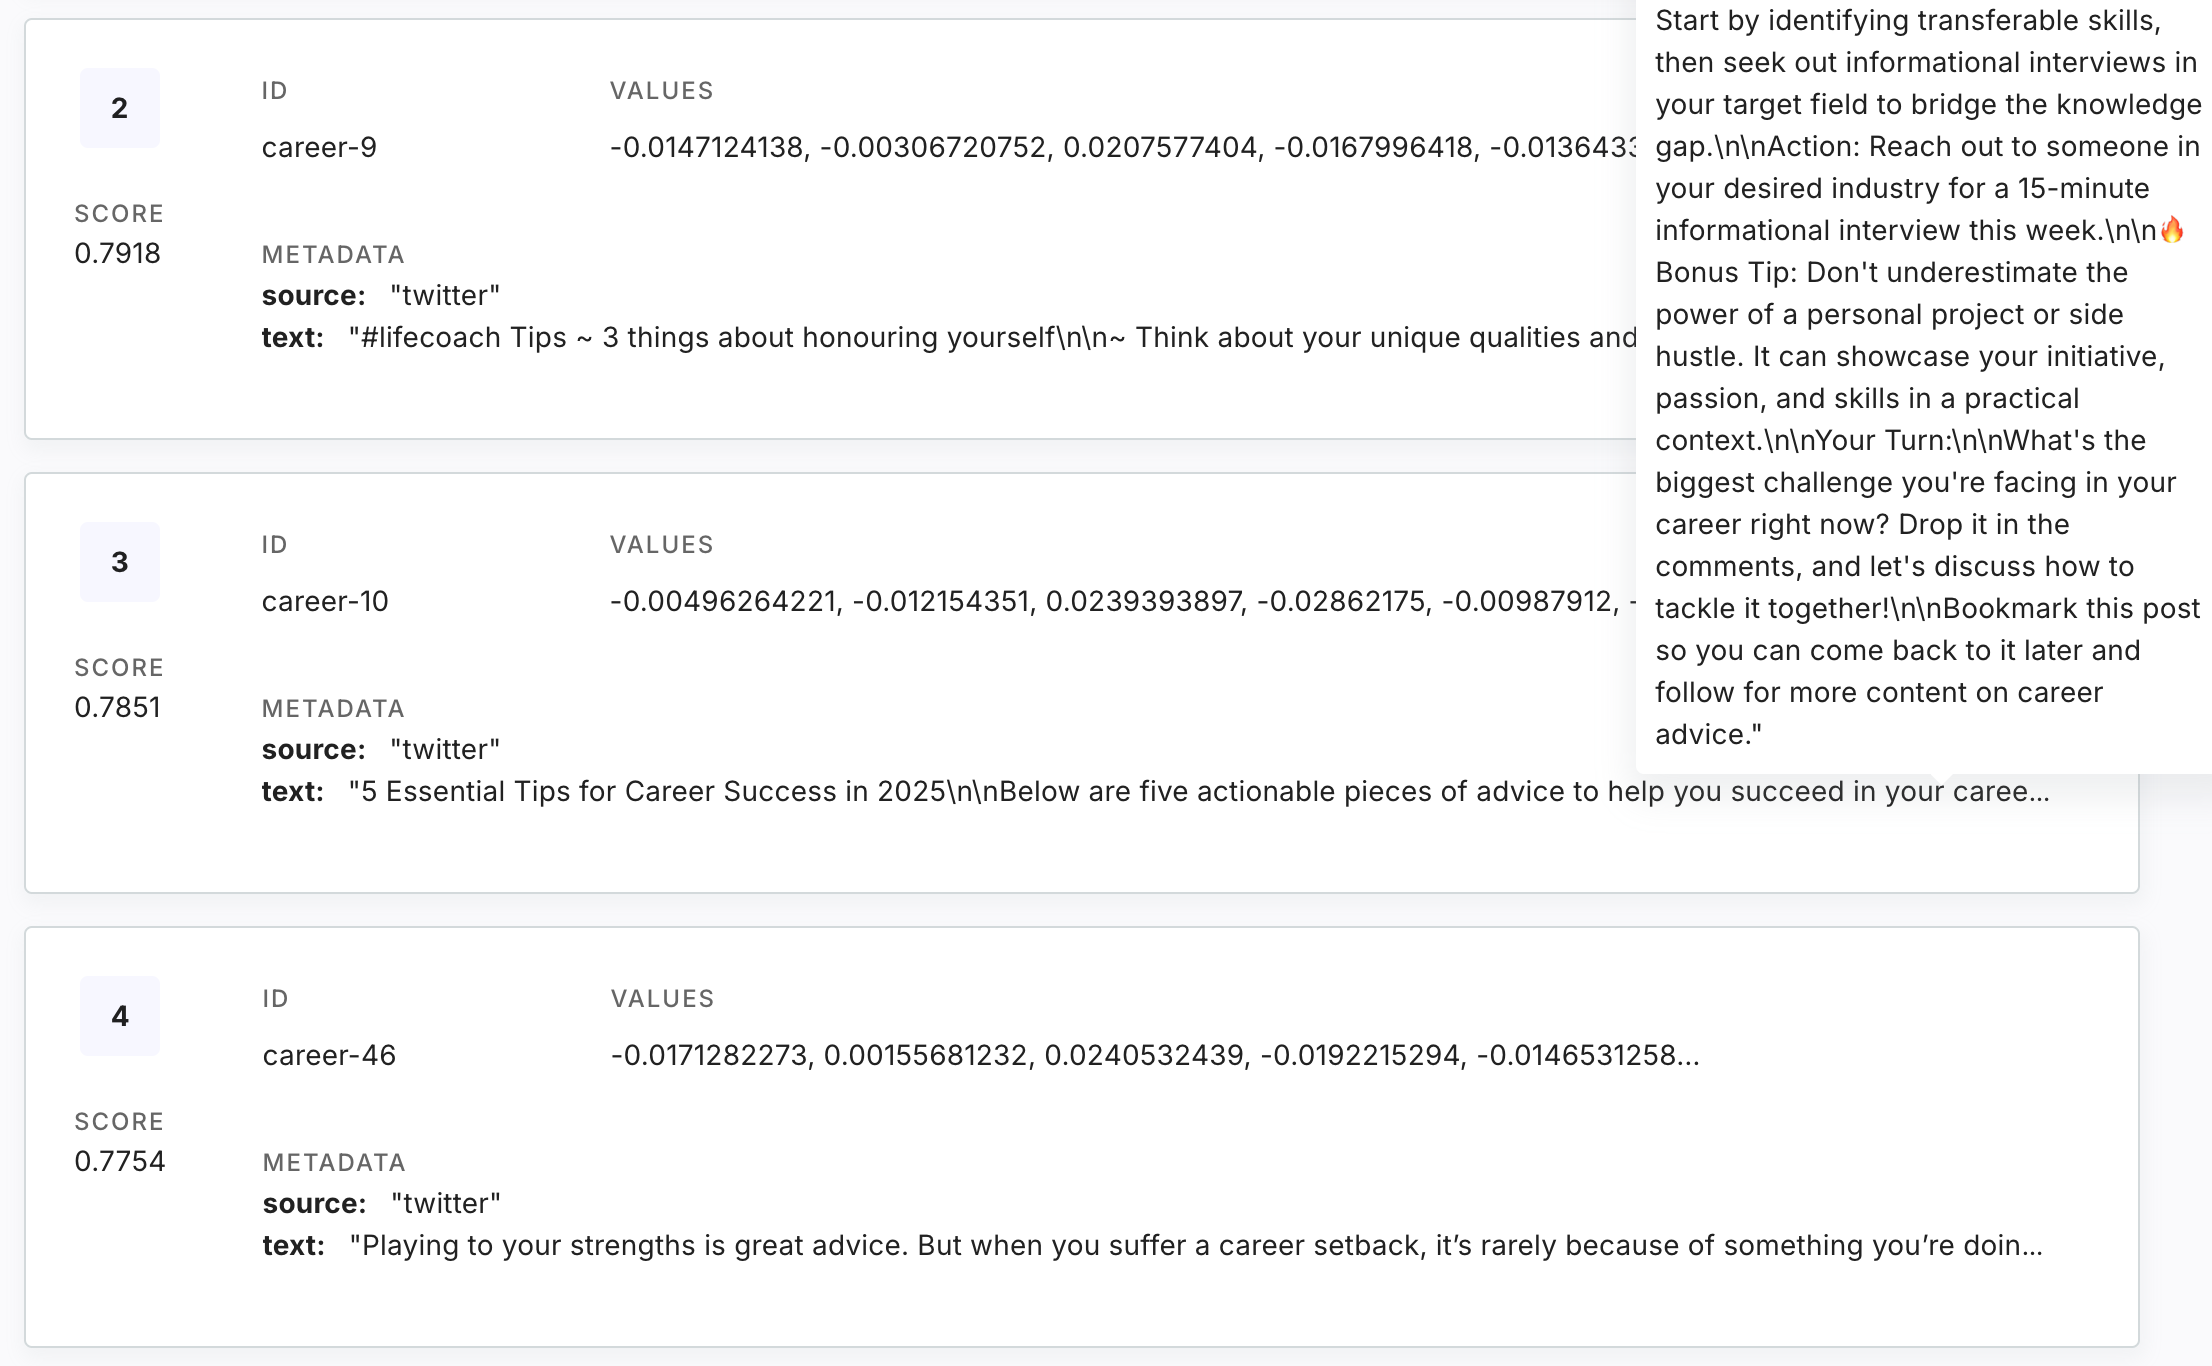 2
ID
VALUES
career-9
-0.0147124138, -0.00306720752, 0.0207577404, -0.0167996418, -0.0136433
SCORE
0.7918
METADATA
source: "twitter"
text: "#lifecoach Tips ~ 3 things about honouring yourself\n\n~ Think about your unique qualities and
3
ID
VALUES
career-10
-0.00496264221, -0.012154351, 0.0239393897, -0.02862175, -0.00987912, -
SCORE
0.7851
METADATA
source: "twitter"
text: "5 Essential Tips for Career Success in 2025\n\nBelow are five actionable pieces of advice to help you succeed in your caree...
4
ID
VALUES
career-46
-0.0171282273, 0.00155681232, 0.0240532439, -0.0192215294, -0.0146531258...
SCORE
0.7754
METADATA
source: "twitter"
text: "Playing to your strengths is great advice. But when you suffer a career setback, it’s rarely because of something you’re doin...
Start by identifying transferable skills,
then seek out informational interviews in
your target field to bridge the knowledge
gap.\n\nAction: Reach out to someone in
your desired industry for a 15-minute
informational interview this week.\n\n🔥
Bonus Tip: Don't underestimate the
power of a personal project or side
hustle. It can showcase your initiative,
passion, and skills in a practical
context.\n\nYour Turn:\n\nWhat's the
biggest challenge you're facing in your
career right now? Drop it in the
comments, and let's discuss how to
tackle it together!\n\nBookmark this post
so you can come back to it later and
follow for more content on career
advice."